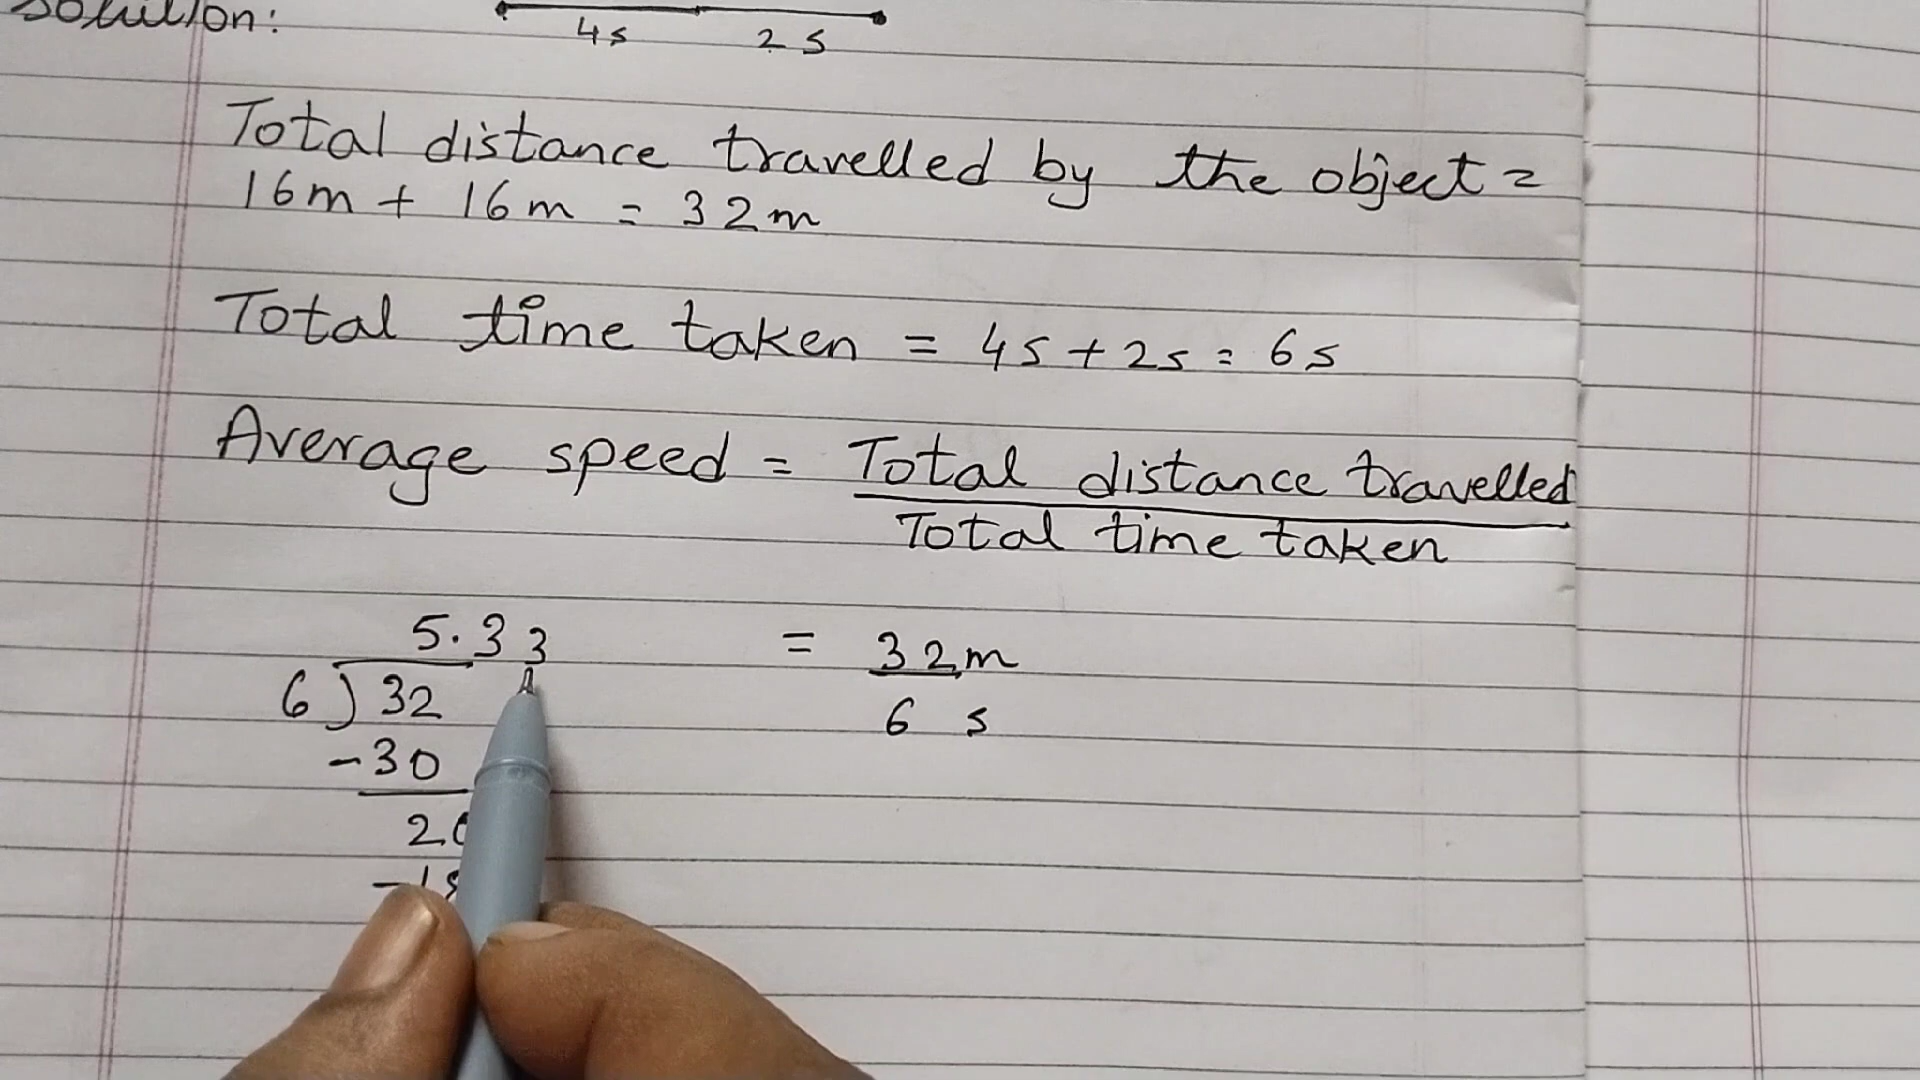 Solution:
4s 2s
Total distance travelled by the object =
16m + 16m = 32m
Total time taken = 4s + 2s = 6s
Average speed = Total distance travelled
Total time taken
5.33
= 32m
6 ) 32
6 s
-30
20